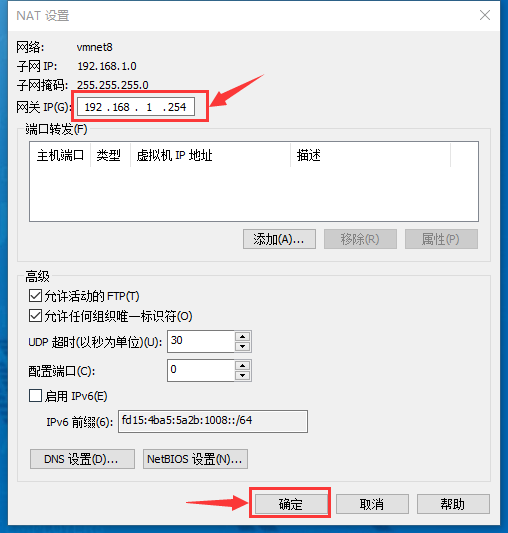 NAT 设置
网络: vmnet8
子网 IP: 192.168.1.0
子网掩码: 255.255.255.0
网关 IP(G): 192 .168 . 1 .254
端口转发(F)
主机端口 类型 虚拟机 IP 地址 描述
添加(A)... 移除(R) 属性(P)
高级
允许活动的 FTP(T)
允许任何组织唯一标识符(O)
UDP 超时(以秒为单位)(U): 30
配置端口(C): 0
启用 IPv6(E)
IPv6 前缀(6): fd15:4ba5:5a2b:1008::/64
DNS 设置(D)... NetBIOS 设置(N)...
确定 取消 帮助